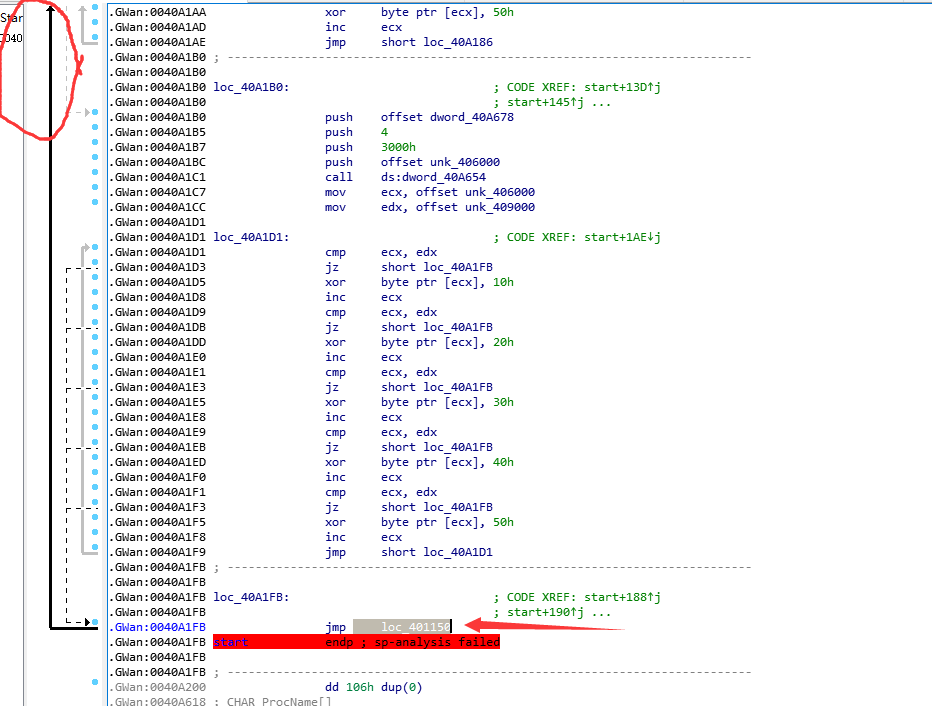 Star
0040
.GWan:0040A1AA xor byte ptr [ecx], 50h
.GWan:0040A1AD inc ecx
.GWan:0040A1AE jmp short loc_40A186
.GWan:0040A1B0 ; ---------------------------------------------------------------------------
.GWan:0040A1B0
.GWan:0040A1B0 loc_40A1B0: ; CODE XREF: start+13D↑j
.GWan:0040A1B0 ; start+145↑j ...
.GWan:0040A1B0 push offset dword_40A678
.GWan:0040A1B5 push 4
.GWan:0040A1B7 push 3000h
.GWan:0040A1BC push offset unk_406000
.GWan:0040A1C1 call ds:dword_40A654
.GWan:0040A1C7 mov ecx, offset unk_406000
.GWan:0040A1CC mov edx, offset unk_409000
.GWan:0040A1D1
.GWan:0040A1D1 loc_40A1D1: ; CODE XREF: start+1AE↓j
.GWan:0040A1D1 cmp ecx, edx
.GWan:0040A1D3 jz short loc_40A1FB
.GWan:0040A1D5 xor byte ptr [ecx], 10h
.GWan:0040A1D8 inc ecx
.GWan:0040A1D9 cmp ecx, edx
.GWan:0040A1DB jz short loc_40A1FB
.GWan:0040A1DD xor byte ptr [ecx], 20h
.GWan:0040A1E0 inc ecx
.GWan:0040A1E1 cmp ecx, edx
.GWan:0040A1E3 jz short loc_40A1FB
.GWan:0040A1E5 xor byte ptr [ecx], 30h
.GWan:0040A1E8 inc ecx
.GWan:0040A1E9 cmp ecx, edx
.GWan:0040A1EB jz short loc_40A1FB
.GWan:0040A1ED xor byte ptr [ecx], 40h
.GWan:0040A1F0 inc ecx
.GWan:0040A1F1 cmp ecx, edx
.GWan:0040A1F3 jz short loc_40A1FB
.GWan:0040A1F5 xor byte ptr [ecx], 50h
.GWan:0040A1F8 inc ecx
.GWan:0040A1F9 jmp short loc_40A1D1
.GWan:0040A1FB ; ---------------------------------------------------------------------------
.GWan:0040A1FB
.GWan:0040A1FB loc_40A1FB: ; CODE XREF: start+188↑j
.GWan:0040A1FB ; start+190↑j ...
.GWan:0040A1FB jmp loc_401150
.GWan:0040A1FB start endp ; sp-analysis failed
.GWan:0040A1FB
.GWan:0040A1FB ; ---------------------------------------------------------------------------
.GWan:0040A200 dd 106h dup(0)
.GWan:0040A618 ; CHAR ProcName[]